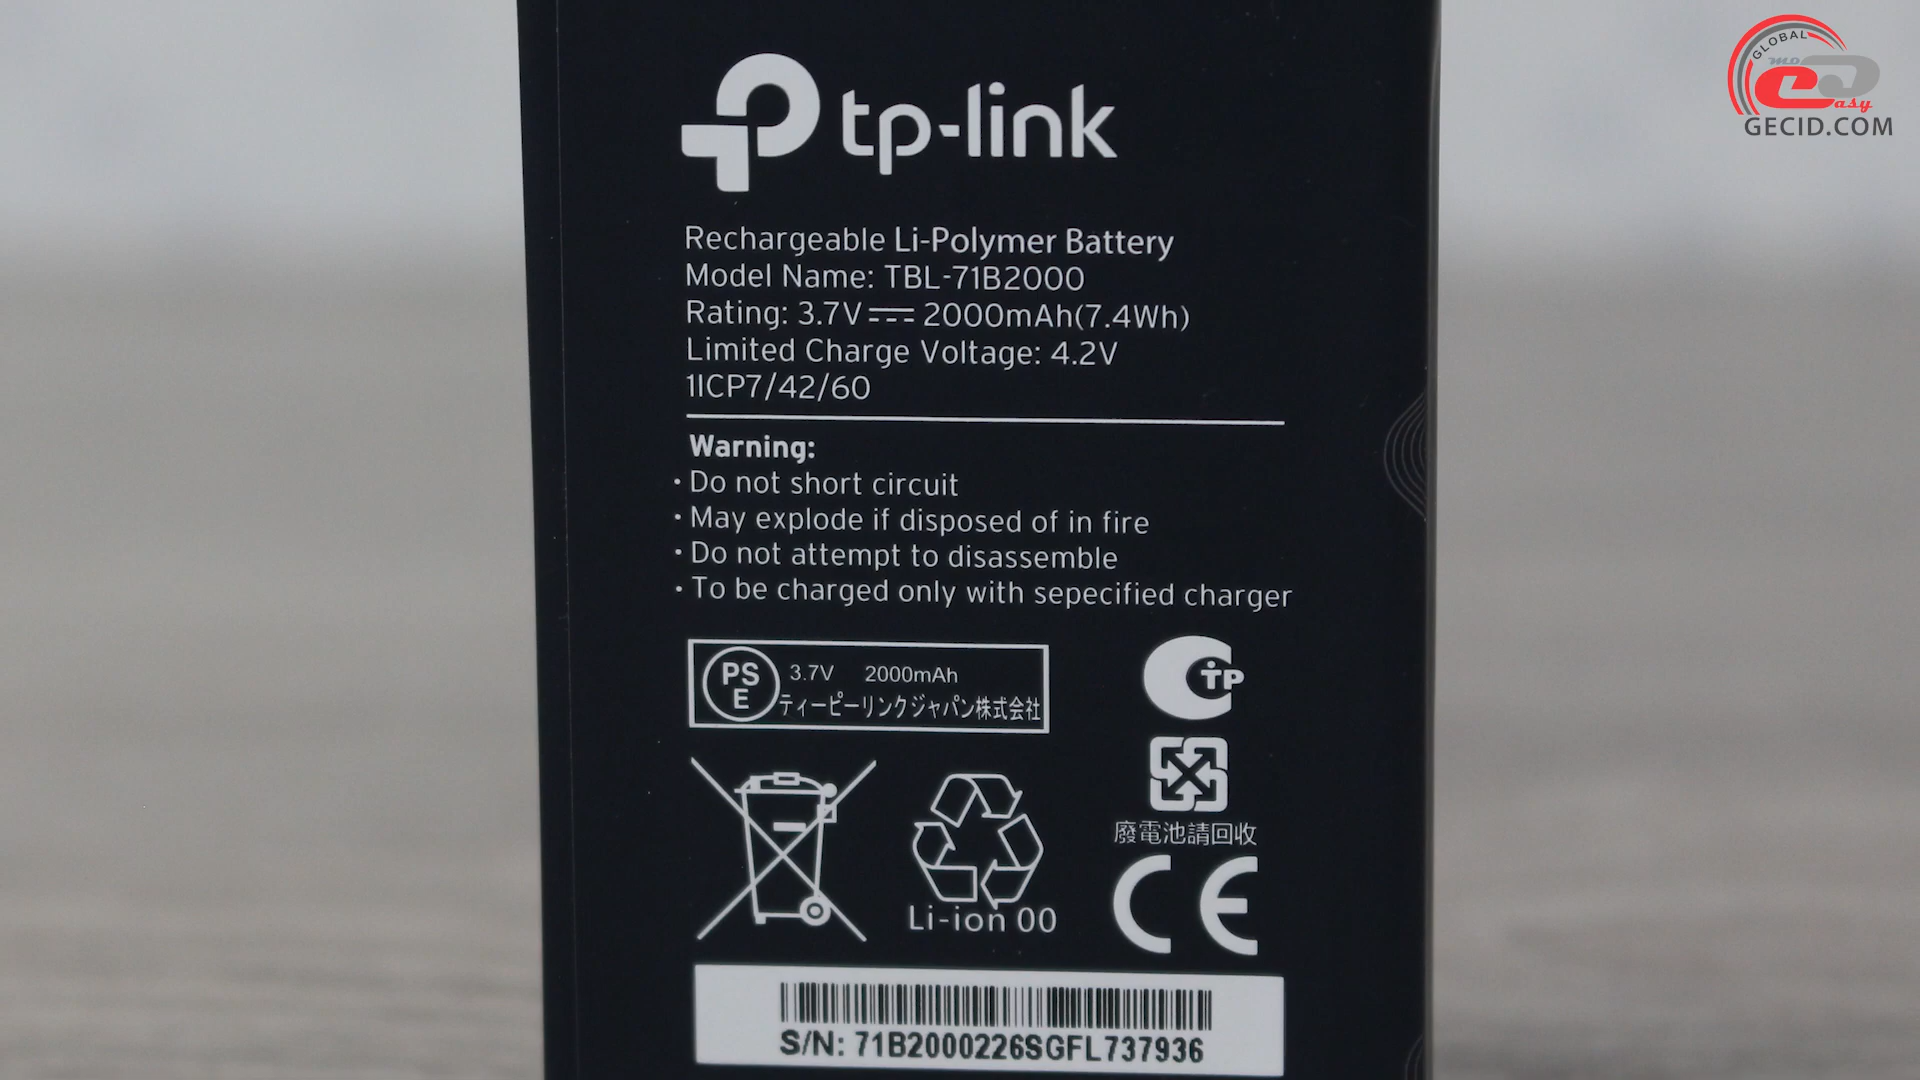 tp-link
Rechargeable Li-Polymer Battery
Model Name: TBL-71B2000
Rating: 3.7V⎓2000mAh(7.4Wh)
Limited Charge Voltage: 4.2V
1ICP7/42/60
Warning:
· Do not short circuit
· May explode if disposed of in fire
· Do not attempt to disassemble
· To be charged only with sepecified charger
PS
E
3.7V 2000mAh
ティーピーリンクジャパン株式会社
TP
廢電池請回收
Li-ion 00
CE
S/N: 71B2000226SGFL737936
GLOBAL
easy
GECID.COM